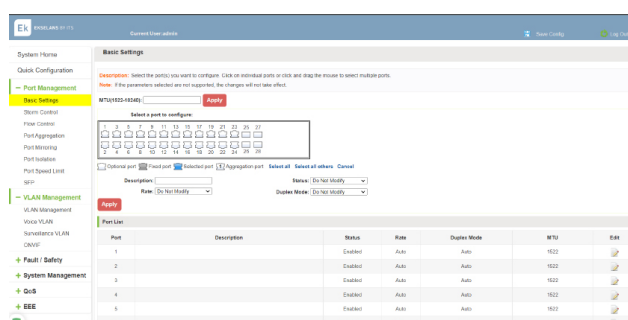 Ek EKSELANS BY ITS
Current User admin
Save Config
Log Out
System Home
Quick Configuration
Port Management
Basic Settings
Storm Control
Flow Control
Port Aggregation
Port Mirroring
Port Isolation
Port Speed Limit
SFP
VLAN Management
VLAN Management
Voice VLAN
Surveillance VLAN
ONVIF
Fault / Safety
System Management
QoS
EEE
Basic Settings
Description: Select the port(s) you want to configure. Click on individual ports or click and drag the mouse to select multiple ports.
Note: If the parameters selected are not supported, the changes will not take effect.
MTU(1522-10240): Apply
Select a port to configure:
1 3 5 7 9 11 13 15 17 19 21 23 25 27
2 4 6 8 10 12 14 16 18 20 22 24 26 28
Optional port Fixed port Selected port Aggregation port Select all Select all others Cancel
Description: Status: Do Not Modify
Rate: Do Not Modify Duplex Mode: Do Not Modify
Apply
Port List
Port Description Status Rate Duplex Mode MTU Edit
1 Enabled Auto Auto 1522
2 Enabled Auto Auto 1522
3 Enabled Auto Auto 1522
4 Enabled Auto Auto 1522
5 Enabled Auto Auto 1522